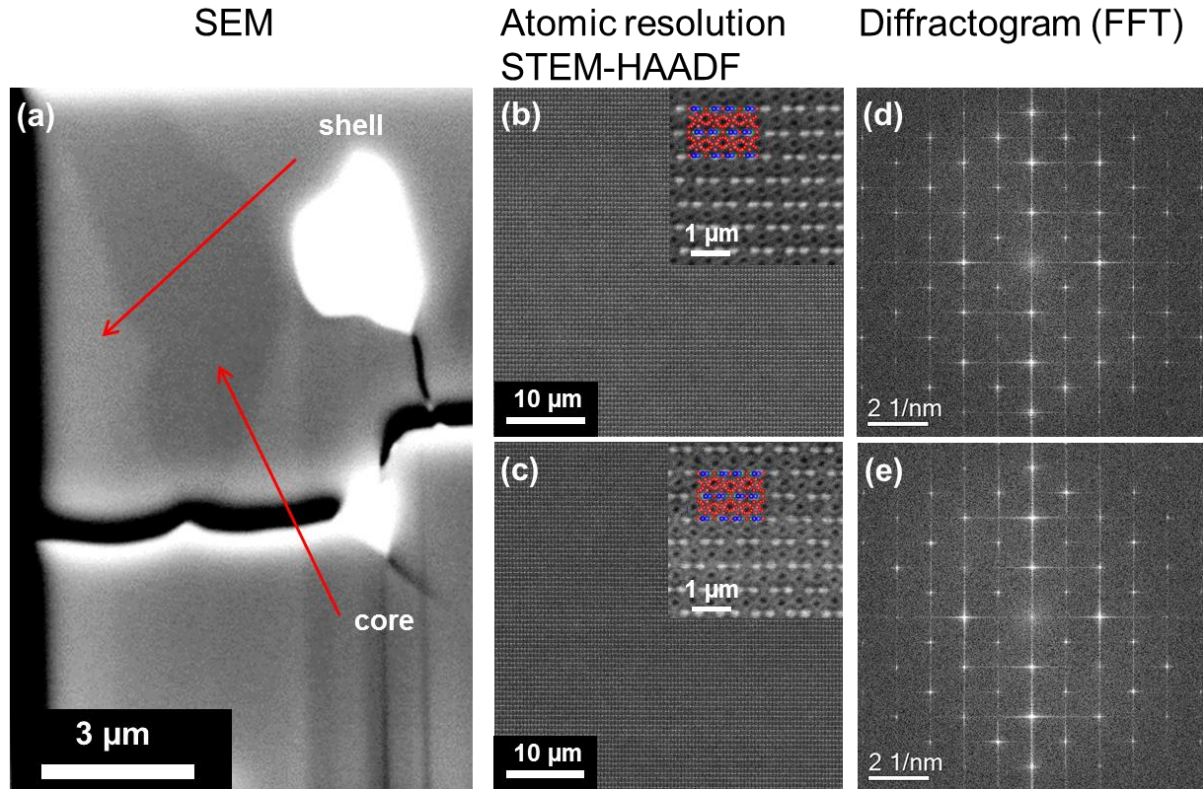 SEM
Atomic resolution
STEM-HAADF
Diffractogram (FFT)
(a)
shell
core
3 µm
(b)
1 µm
10 µm
(c)
1 µm
10 µm
(d)
2 1/nm
(e)
2 1/nm